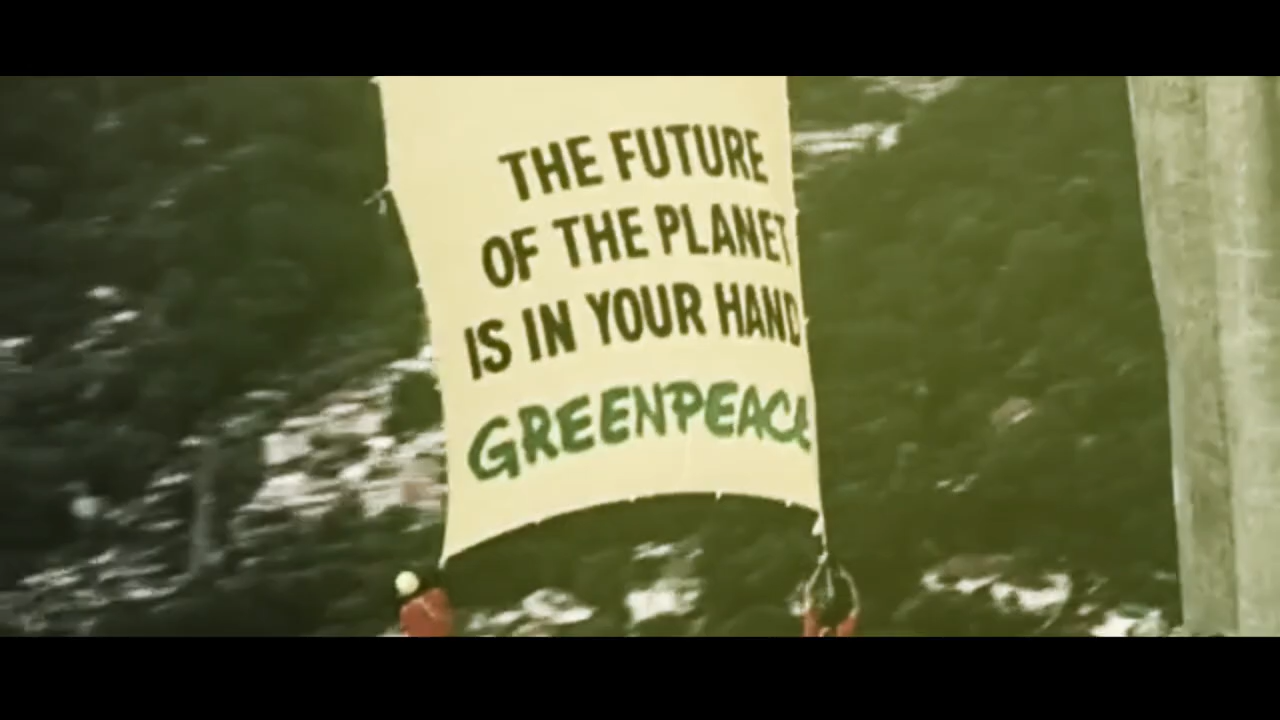 THE FUTURE
OF THE PLANET
IS IN YOUR HAND
GREENPEACE